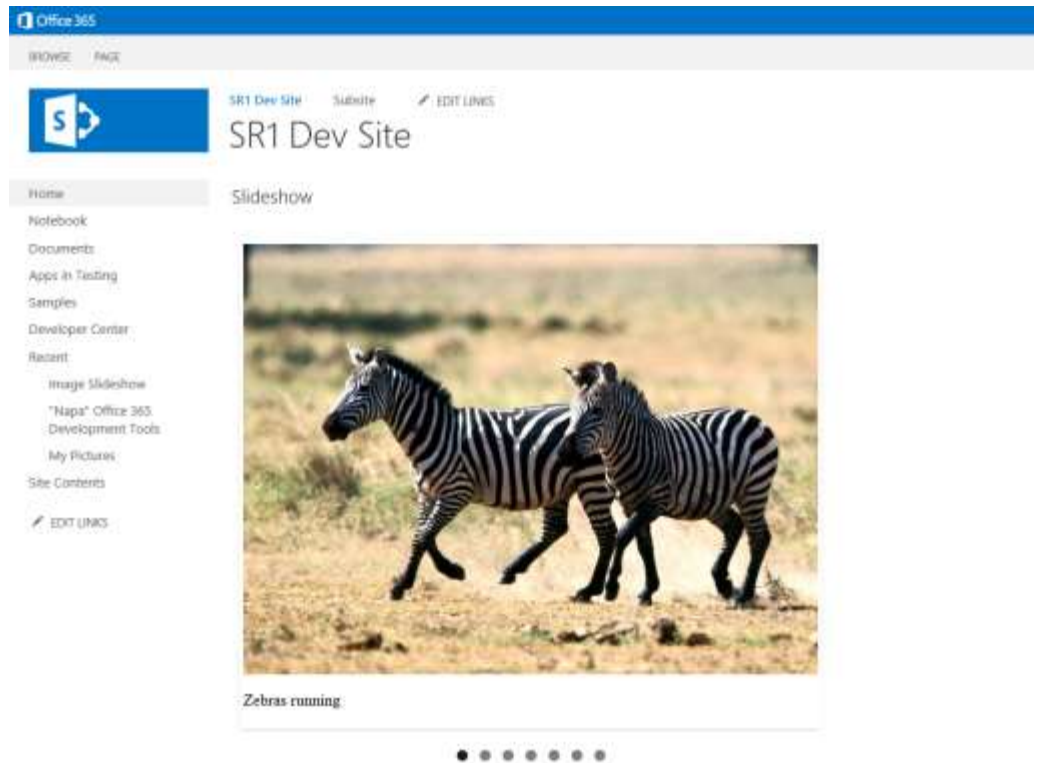 Office 365
BROWSE PAGE
S
SR1 Dev Site Subsite EDIT LINKS
SR1 Dev Site
Home
Notebook
Documents
Apps in Testing
Samples
Developer Center
Recent
Image Slideshow
"Napa" Office 365
Development Tools
My Pictures
Site Contents
EDIT LINKS
Slideshow
Zebras running